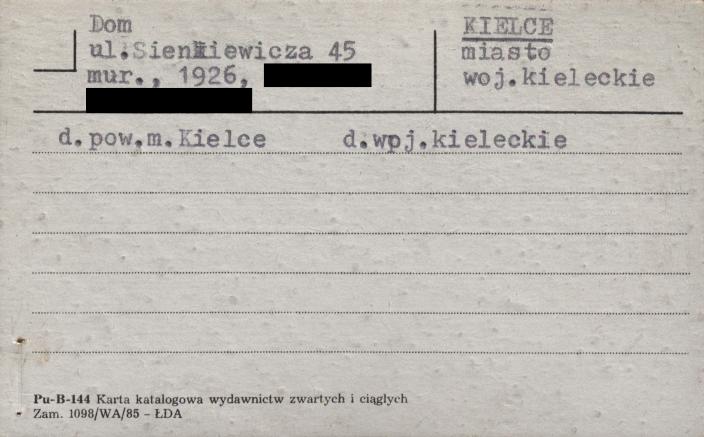 Dom
ul.Sienkiewicza 45
mur., 1926,
KIELCE
miasto
woj.kieleckie
d.pow.m.Kielce d.wpj.kieleckie
Pu-B-144 Karta katalogowa wydawnictw zwartych i ciągłych
Zam. 1098/WA/85 – ŁDA